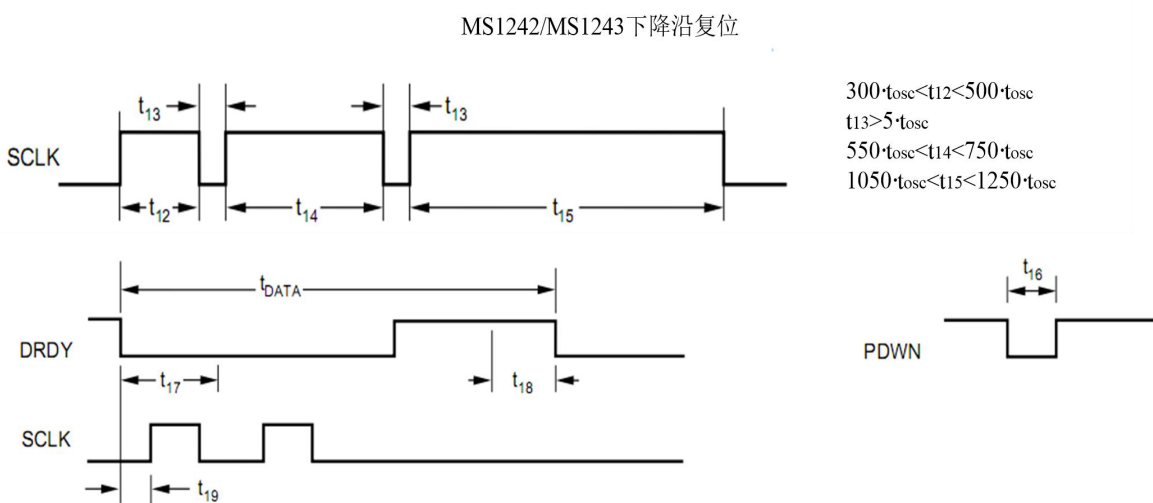 MS1242/MS1243下降沿复位
t13
t13
SCLK
t12
t14
t15
300·tosc<t12<500·tosc
t13>5·tosc
550·tosc<t14<750·tosc
1050·tosc<t15<1250·tosc
tDATA
DRDY
t17
t18
t16
PDWN
SCLK
t19